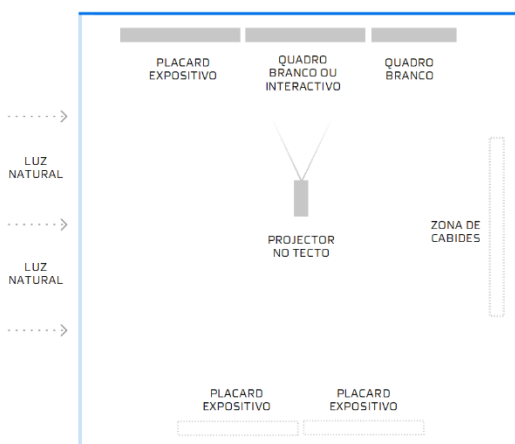 PLACARD
EXPOSITIVO
QUADRO
BRANCO OU
INTERACTIVO
QUADRO
BRANCO
LUZ
NATURAL
PROJECTOR
NO TECTO
ZONA DE
CABIDES
LUZ
NATURAL
PLACARD
EXPOSITIVO
PLACARD
EXPOSITIVO